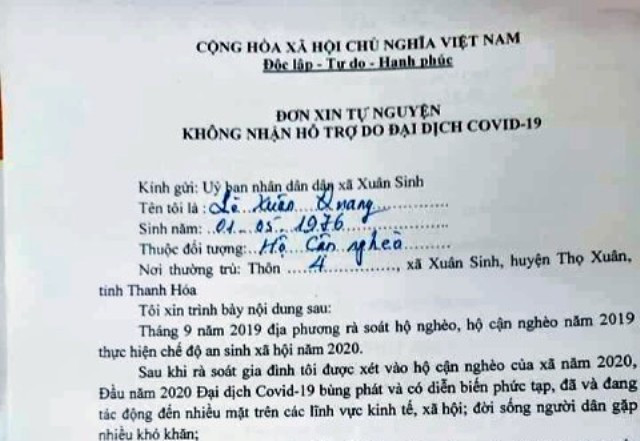 CỘNG HÒA XÃ HỘI CHỦ NGHĨA VIỆT NAM
Độc lập - Tự do - Hạnh phúc
ĐƠN XIN TỰ NGUYỆN
KHÔNG NHẬN HỖ TRỢ DO ĐẠI DỊCH COVID-19
Kính gửi: Uỷ ban nhân dân dân xã Xuân Sinh
Tên tôi là : Lê Xuân Quang
Sinh năm: 01-05-1976
Thuộc đối tượng: Hộ Cận nghèo
Nơi thường trú: Thôn 4, xã Xuân Sinh, huyện Thọ Xuân,
tỉnh Thanh Hóa
Tôi xin trình bày nội dung sau:
Tháng 9 năm 2019 địa phương rà soát hộ nghèo, hộ cận nghèo năm 2019
thực hiện chế độ an sinh xã hội năm 2020.
Sau khi rà soát gia đình tôi được xét vào hộ cận nghèo của xã năm 2020,
Đầu năm 2020 Đại dịch Covid-19 bùng phát và có diễn biến phức tạp, đã và đang
tác động đến nhiều mặt trên các lĩnh vực kinh tế, xã hội; đời sống người dân gặp
nhiều khó khăn;